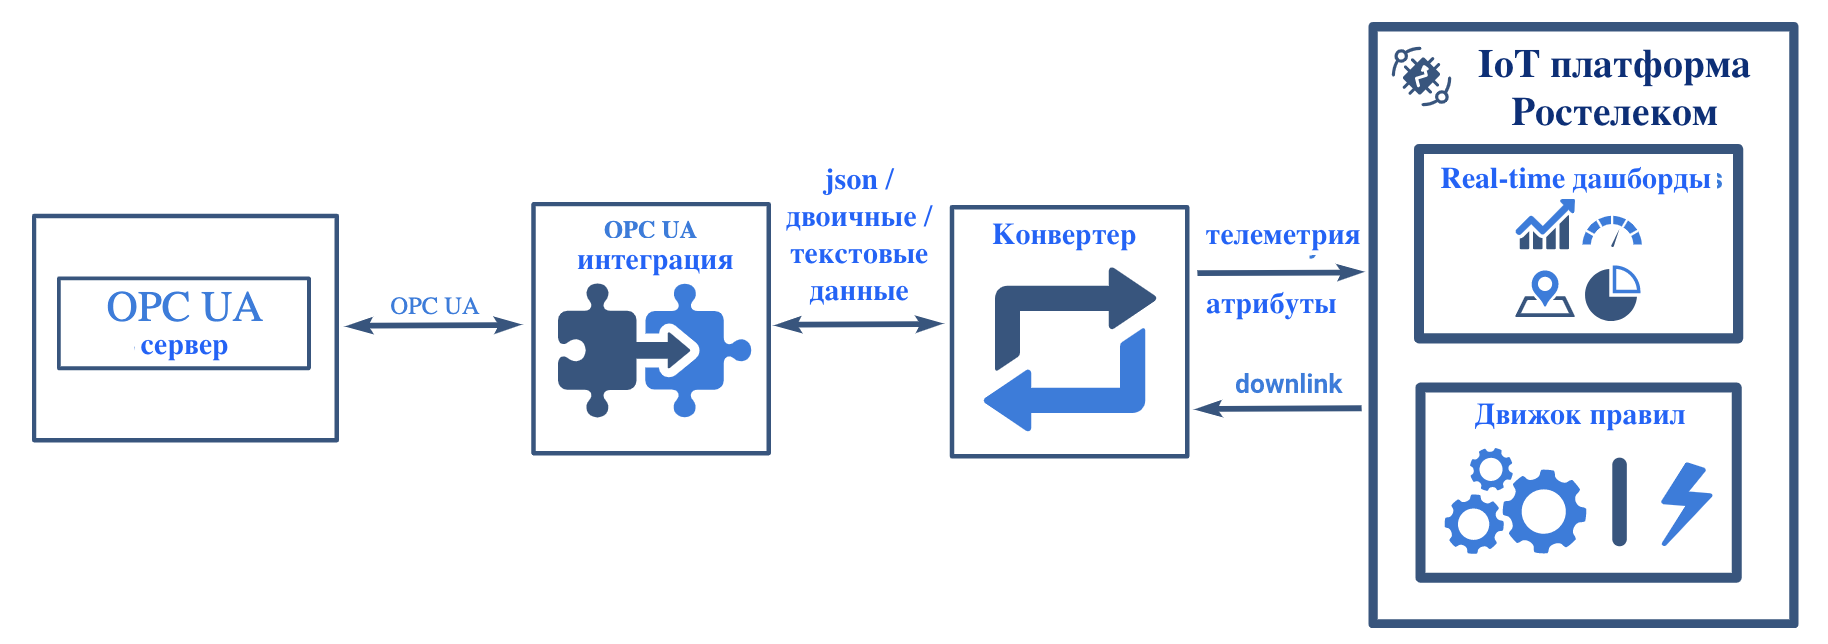 OPC UA
сервер
OPC UA
OPC UA
интеграция
json /
двоичные /
текстовые
данные
Конвертер
телеметрия
атрибуты
downlink
IoT платформа
Ростелеком
Real-time дашборды
Движок правил